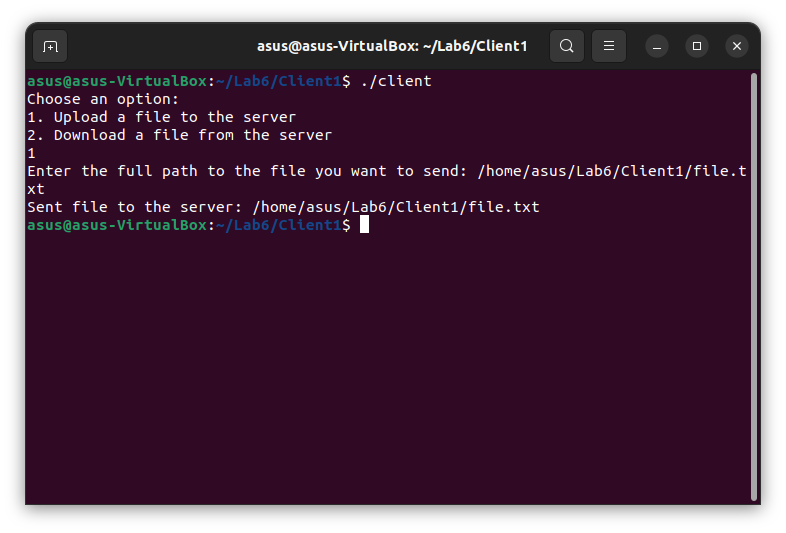 asus@asus-VirtualBox: ~/Lab6/Client1
asus@asus-VirtualBox:~/Lab6/Client1$ ./client
Choose an option:
1. Upload a file to the server
2. Download a file from the server
1
Enter the full path to the file you want to send: /home/asus/Lab6/Client1/file.t
xt
Sent file to the server: /home/asus/Lab6/Client1/file.txt
asus@asus-VirtualBox:~/Lab6/Client1$